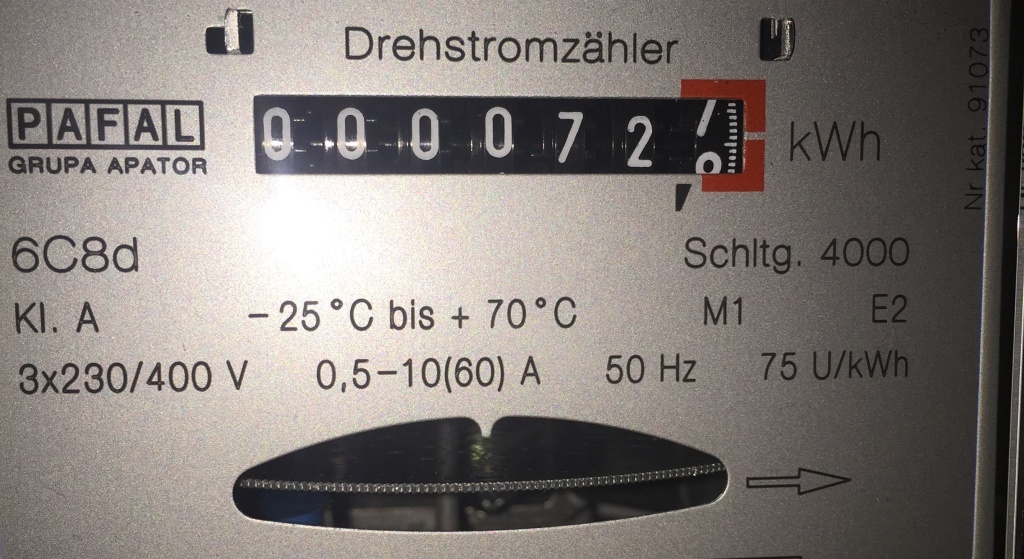 Drehstromzähler
PAFAL
GRUPA APATOR
000072 kWh
Nr kat. 91073
6C8d Schltg. 4000
Kl. A −25°C bis + 70°C M1 E2
3x230/400 V 0,5−10(60) A 50 Hz 75 U/kWh